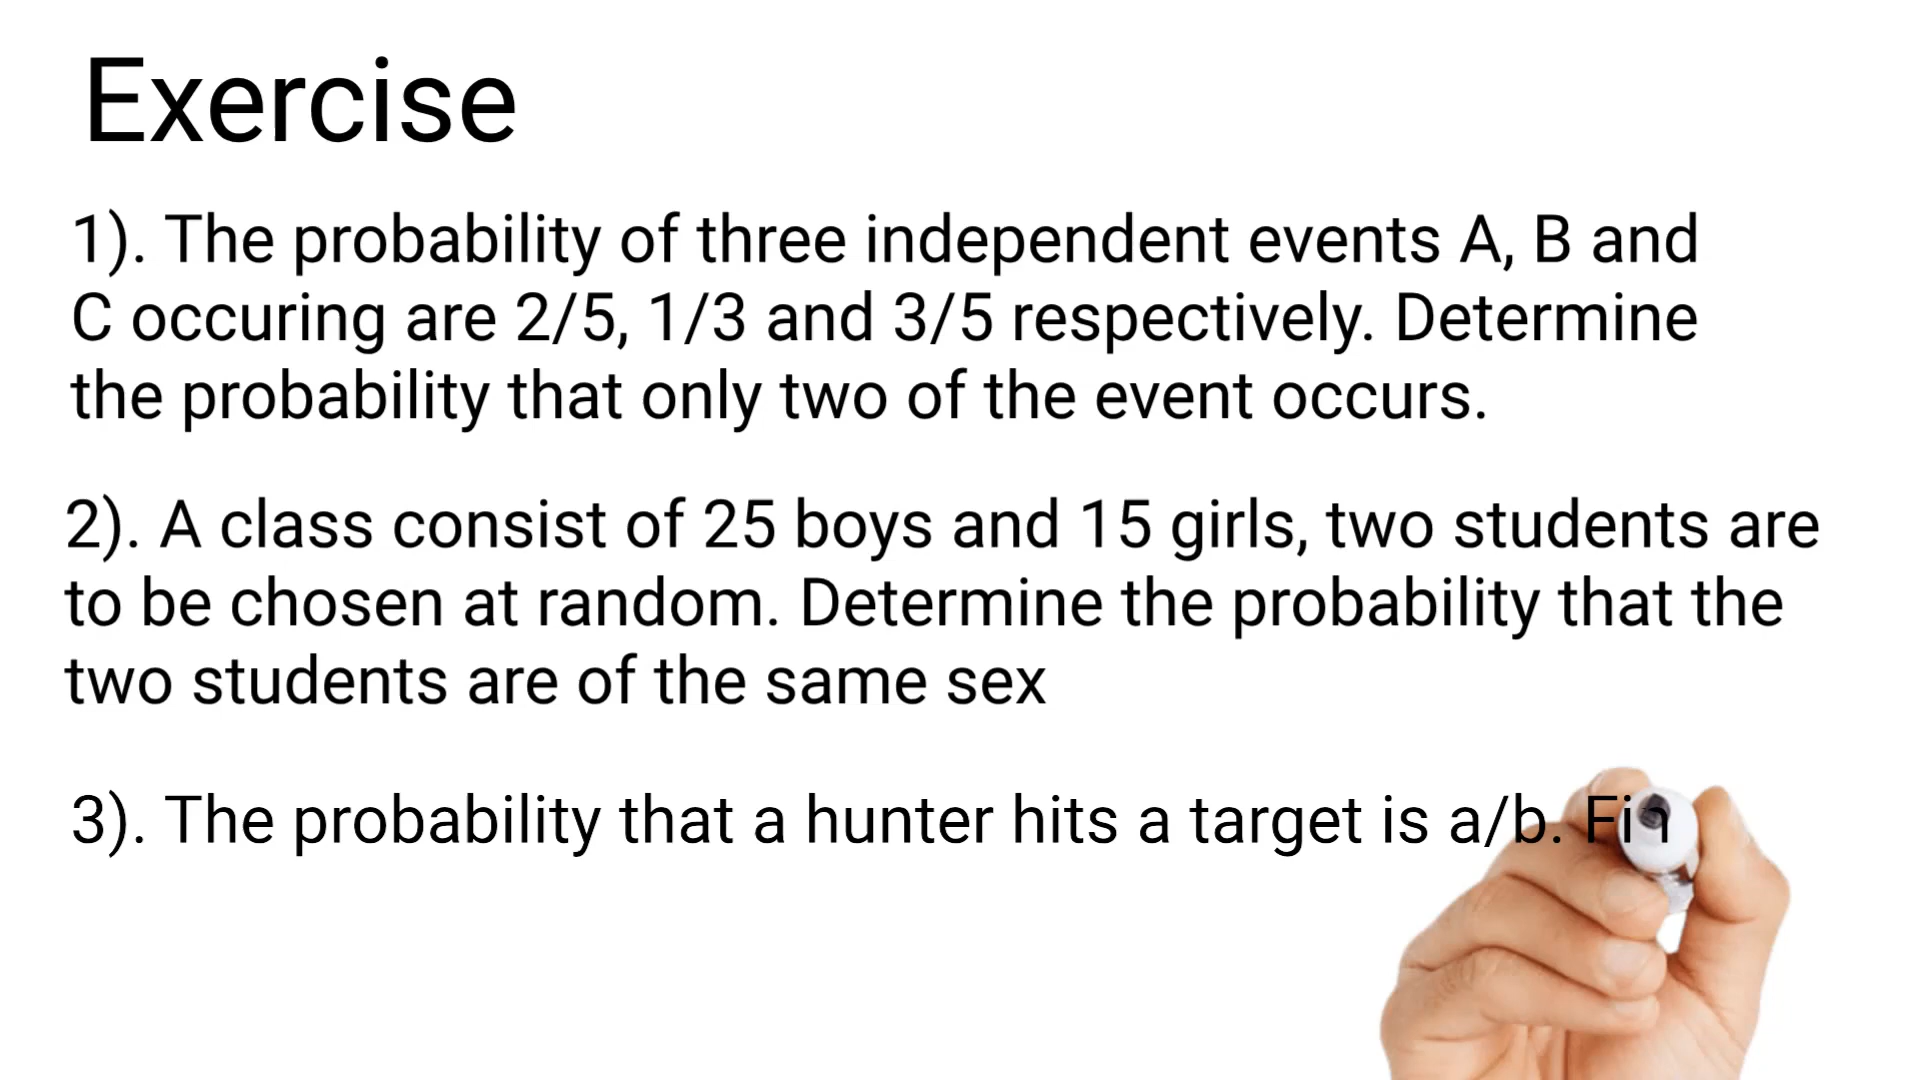 Exercise
1). The probability of three independent events A, B and
C occuring are 2/5, 1/3 and 3/5 respectively. Determine
the probability that only two of the event occurs.
2). A class consist of 25 boys and 15 girls, two students are
to be chosen at random. Determine the probability that the
two students are of the same sex
3). The probability that a hunter hits a target is a/b. Fin